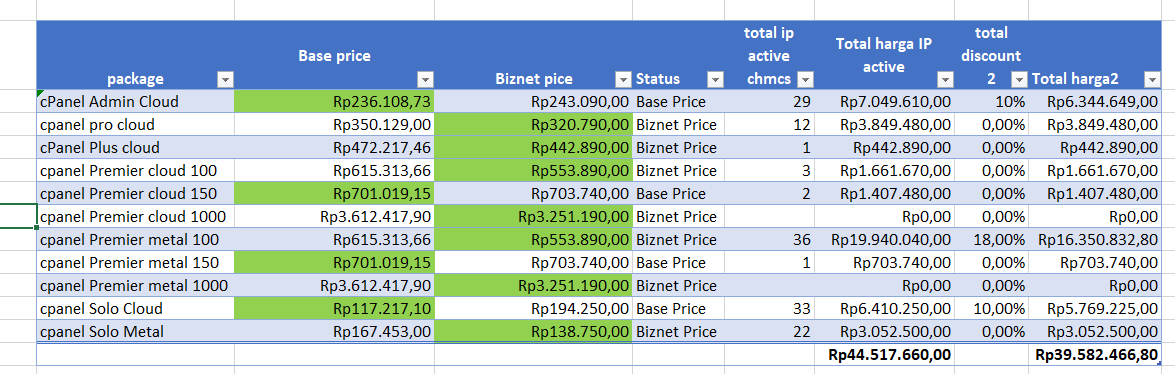 package Base price Biznet pice Status total ip active chmcs Total harga IP active total discount 2 Total harga2
cPanel Admin Cloud Rp236.108,73 Rp243.090,00 Base Price 29 Rp7.049.610,00 10% Rp6.344.649,00
cpanel pro cloud Rp350.129,00 Rp320.790,00 Biznet Price 12 Rp3.849.480,00 0,00% Rp3.849.480,00
cPanel Plus cloud Rp472.217,46 Rp442.890,00 Biznet Price 1 Rp442.890,00 0,00% Rp442.890,00
cpanel Premier cloud 100 Rp615.313,66 Rp553.890,00 Biznet Price 3 Rp1.661.670,00 0,00% Rp1.661.670,00
cpanel Premier cloud 150 Rp701.019,15 Rp703.740,00 Base Price 2 Rp1.407.480,00 0,00% Rp1.407.480,00
cpanel Premier cloud 1000 Rp3.612.417,90 Rp3.251.190,00 Biznet Price Rp0,00 0,00% Rp0,00
cpanel Premier metal 100 Rp615.313,66 Rp553.890,00 Biznet Price 36 Rp19.940.040,00 18,00% Rp16.350.832,80
cpanel Premier metal 150 Rp701.019,15 Rp703.740,00 Base Price 1 Rp703.740,00 0,00% Rp703.740,00
cpanel Premier metal 1000 Rp3.612.417,90 Rp3.251.190,00 Biznet Price Rp0,00 0,00% Rp0,00
cpanel Solo Cloud Rp117.217,10 Rp194.250,00 Base Price 33 Rp6.410.250,00 10,00% Rp5.769.225,00
cpanel Solo Metal Rp167.453,00 Rp138.750,00 Biznet Price 22 Rp3.052.500,00 0,00% Rp3.052.500,00
Rp44.517.660,00 Rp39.582.466,80